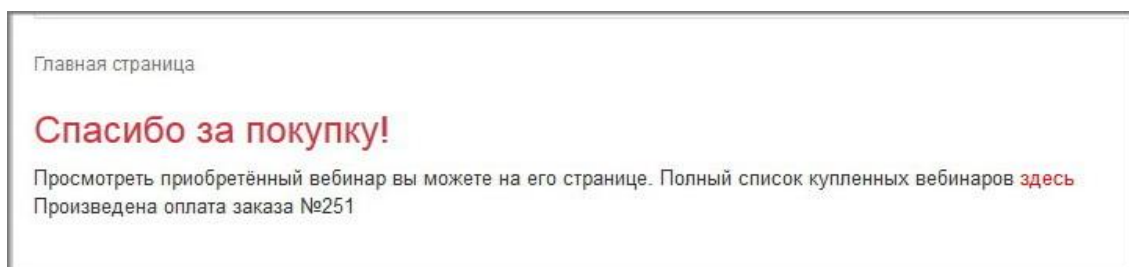 Главная страница
Спасибо за покупку!
Просмотреть приобретённый вебинар вы можете на его странице. Полный список купленных вебинаров здесь
Произведена оплата заказа №251